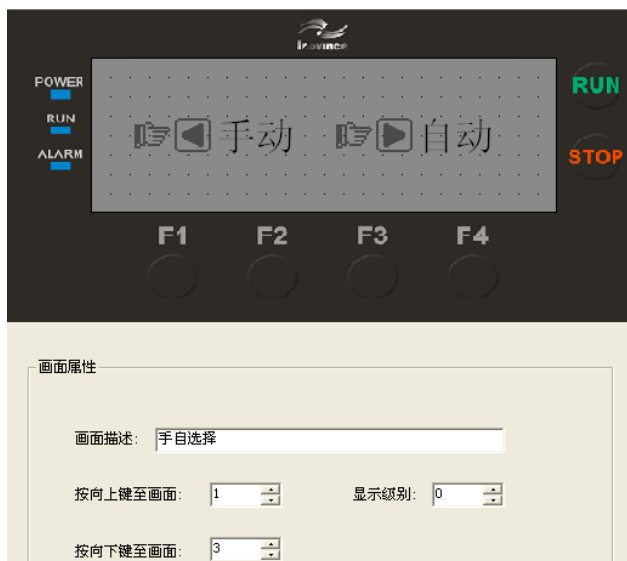 Inovance
POWER
RUN
RUN
ALARM
手动 自动
STOP
F1 F2 F3 F4
画面属性
画面描述: 手自选择
按向上键至画面: 1 显示级别: 0
按向下键至画面: 3